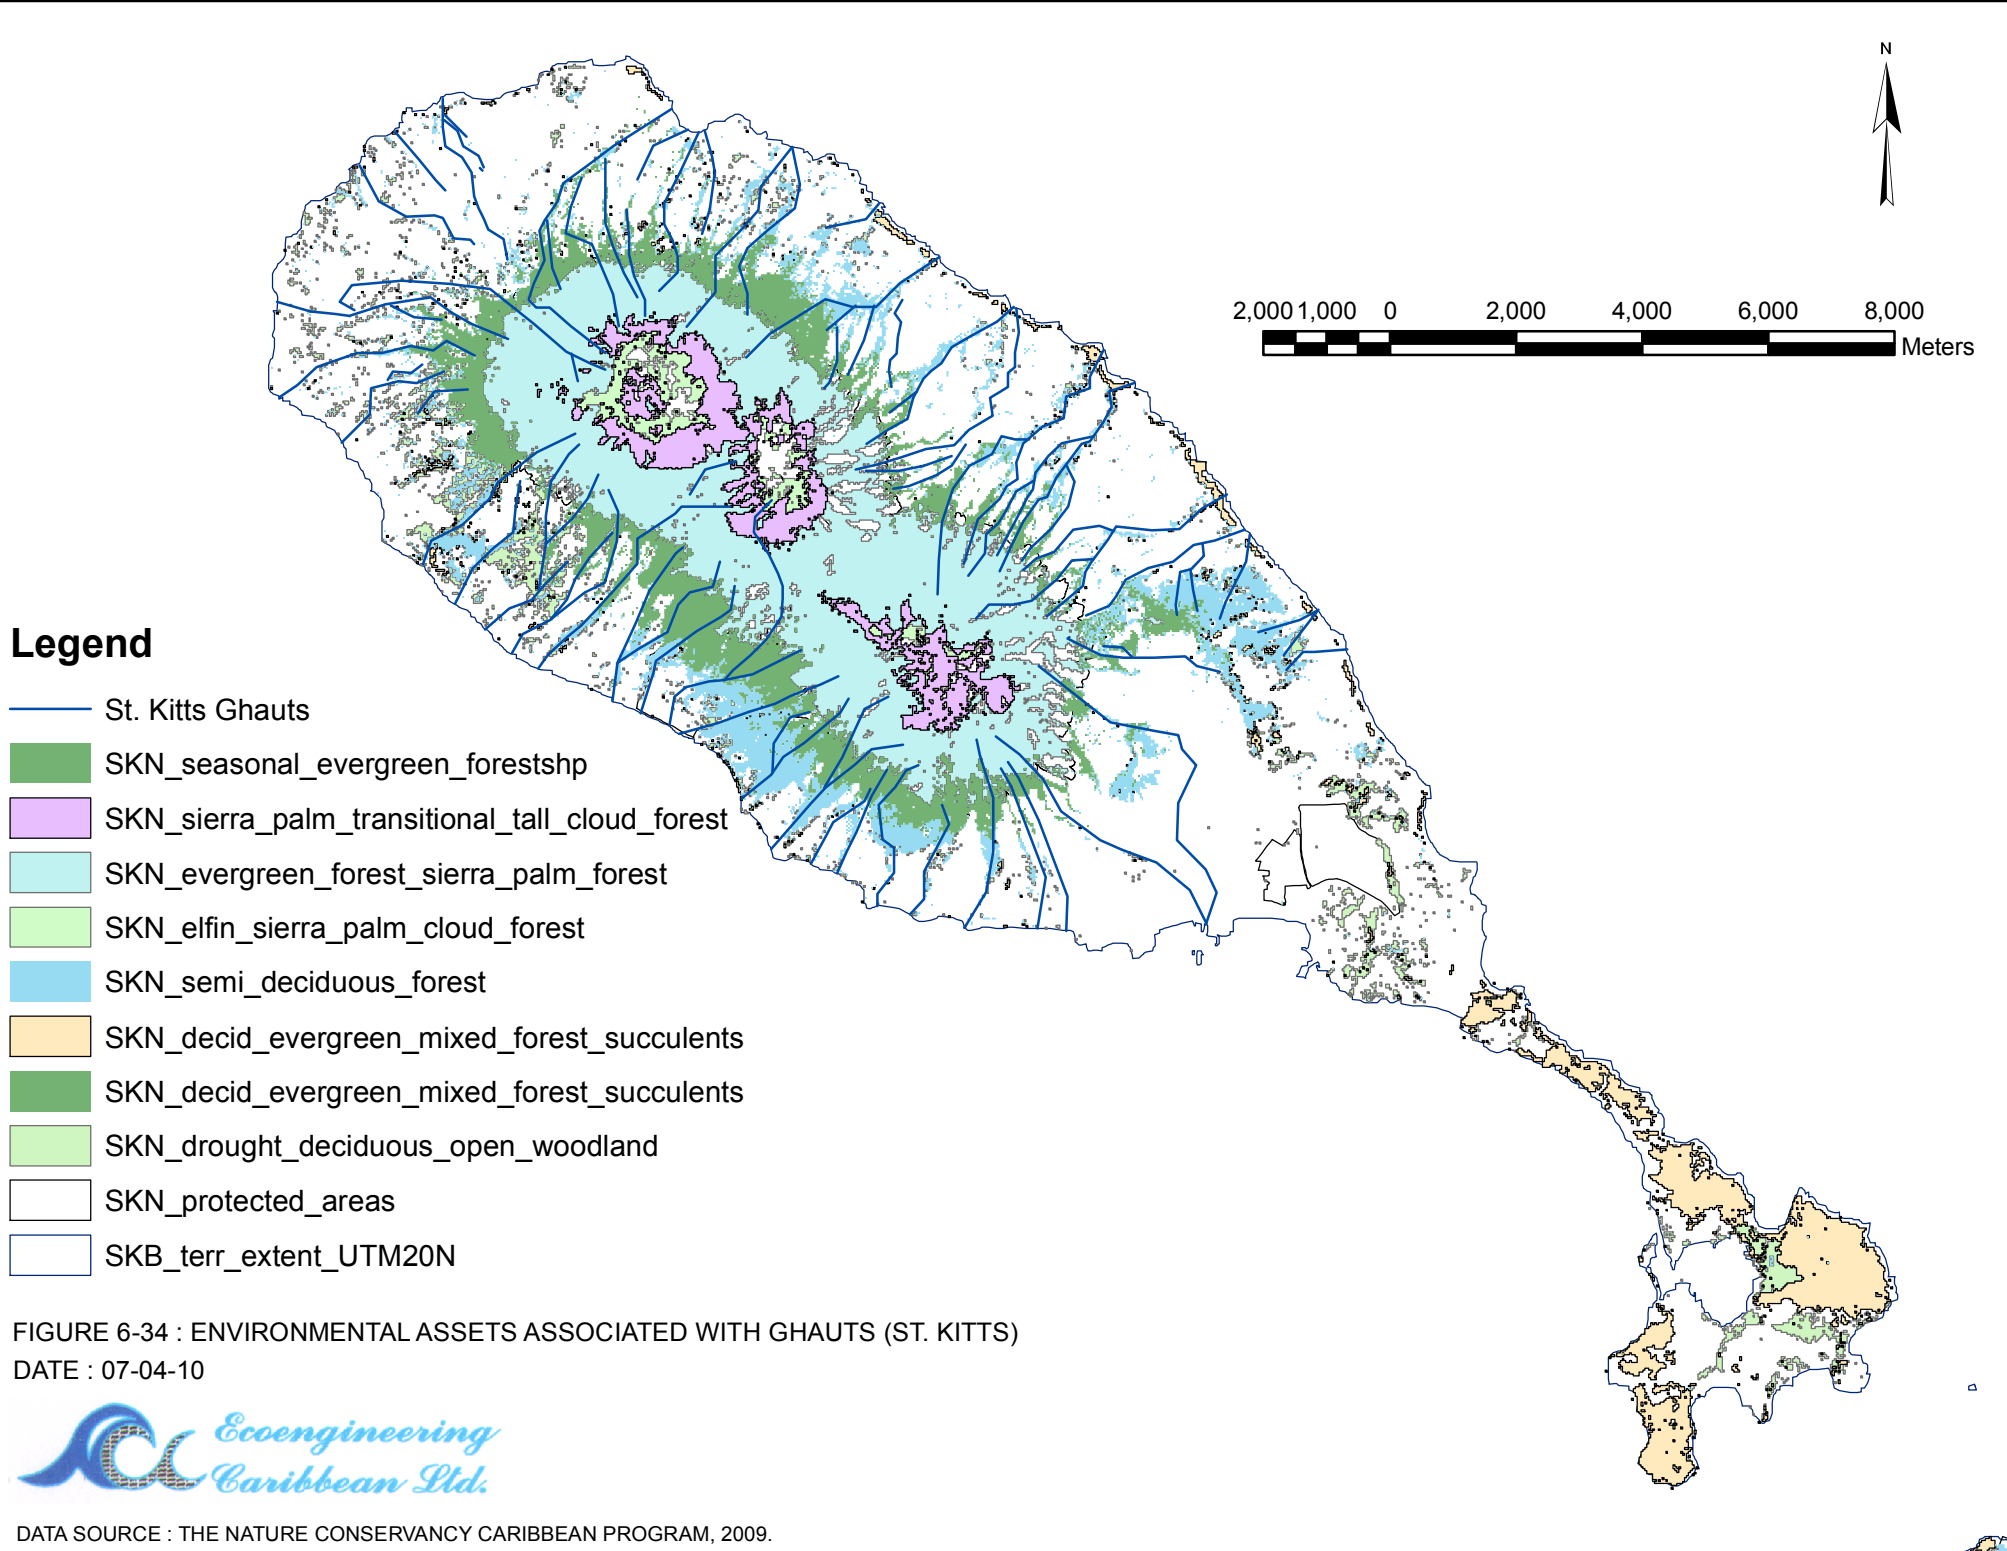 N
2,000 1,000 0 2,000 4,000 6,000 8,000
Meters
Legend
St. Kitts Ghauts
SKN_seasonal_evergreen_forestshp
SKN_sierra_palm_transitional_tall_cloud_forest
SKN_evergreen_forest_sierra_palm_forest
SKN_elfin_sierra_palm_cloud_forest
SKN_semi_deciduous_forest
SKN_decid_evergreen_mixed_forest_succulents
SKN_decid_evergreen_mixed_forest_succulents
SKN_drought_deciduous_open_woodland
SKN_protected_areas
SKB_terr_extent_UTM20N
FIGURE 6-34 : ENVIRONMENTAL ASSETS ASSOCIATED WITH GHAUTS (ST. KITTS)
DATE : 07-04-10
Ecoengineering
Caribbean Ltd.
DATA SOURCE : THE NATURE CONSERVANCY CARIBBEAN PROGRAM, 2009.